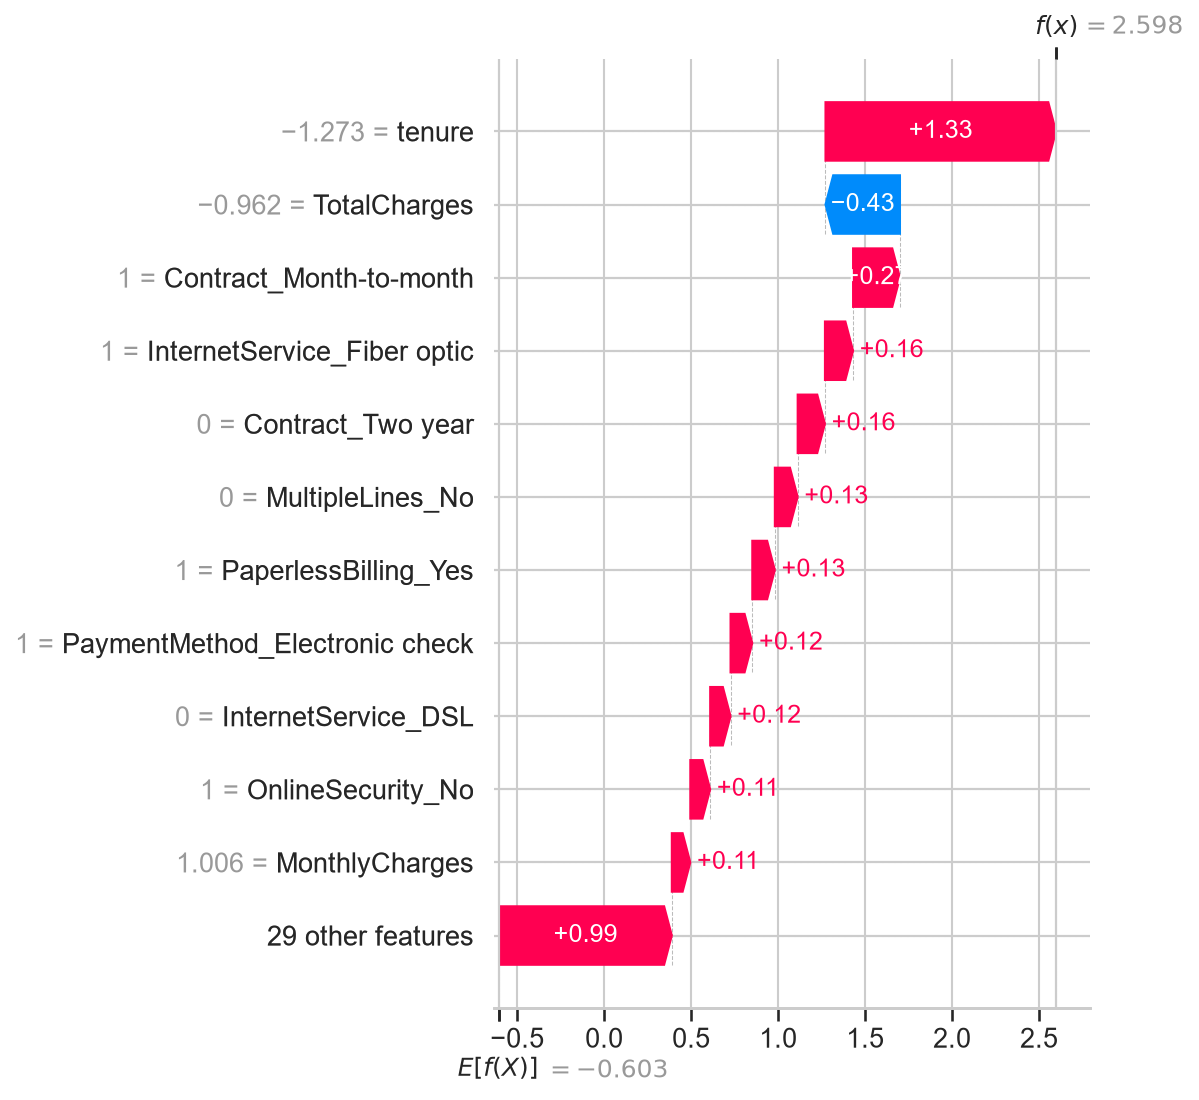 f(x) = 2.598
−1.273 = tenure
+1.33
−0.962 = TotalCharges
−0.43
1 = Contract_Month-to-month
1 = InternetService_Fiber optic
+0.16
0 = Contract_Two year
+0.16
0 = MultipleLines_No
+0.13
1 = PaperlessBilling_Yes
+0.13
1 = PaymentMethod_Electronic check
+0.12
0 = InternetService_DSL
+0.12
1 = OnlineSecurity_No
+0.11
1.006 = MonthlyCharges
+0.11
29 other features
+0.99
−0.5 0.0 0.5 1.0 1.5 2.0 2.5
E[f(X)] = −0.603